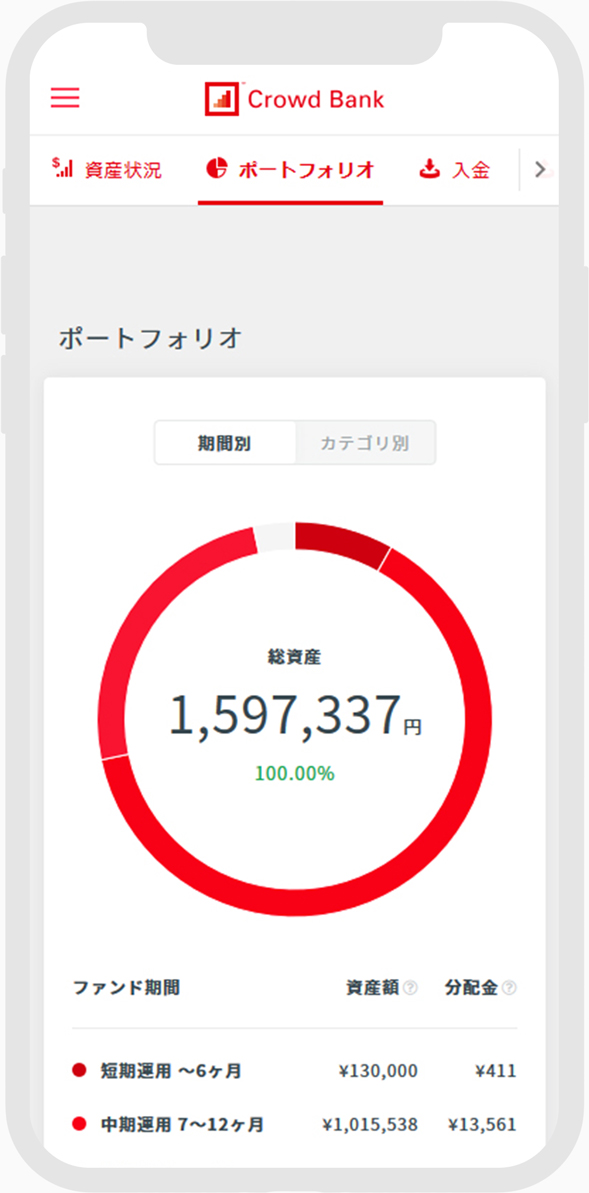 Crowd Bank
資産状況 ポートフォリオ 入金
ポートフォリオ
期間別 カテゴリ別
総資産
1,597,337円
100.00%
ファンド期間 資産額 ? 分配金 ?
短期運用 〜6ヶ月 ¥130,000 ¥411
中期運用 7〜12ヶ月 ¥1,015,538 ¥13,561